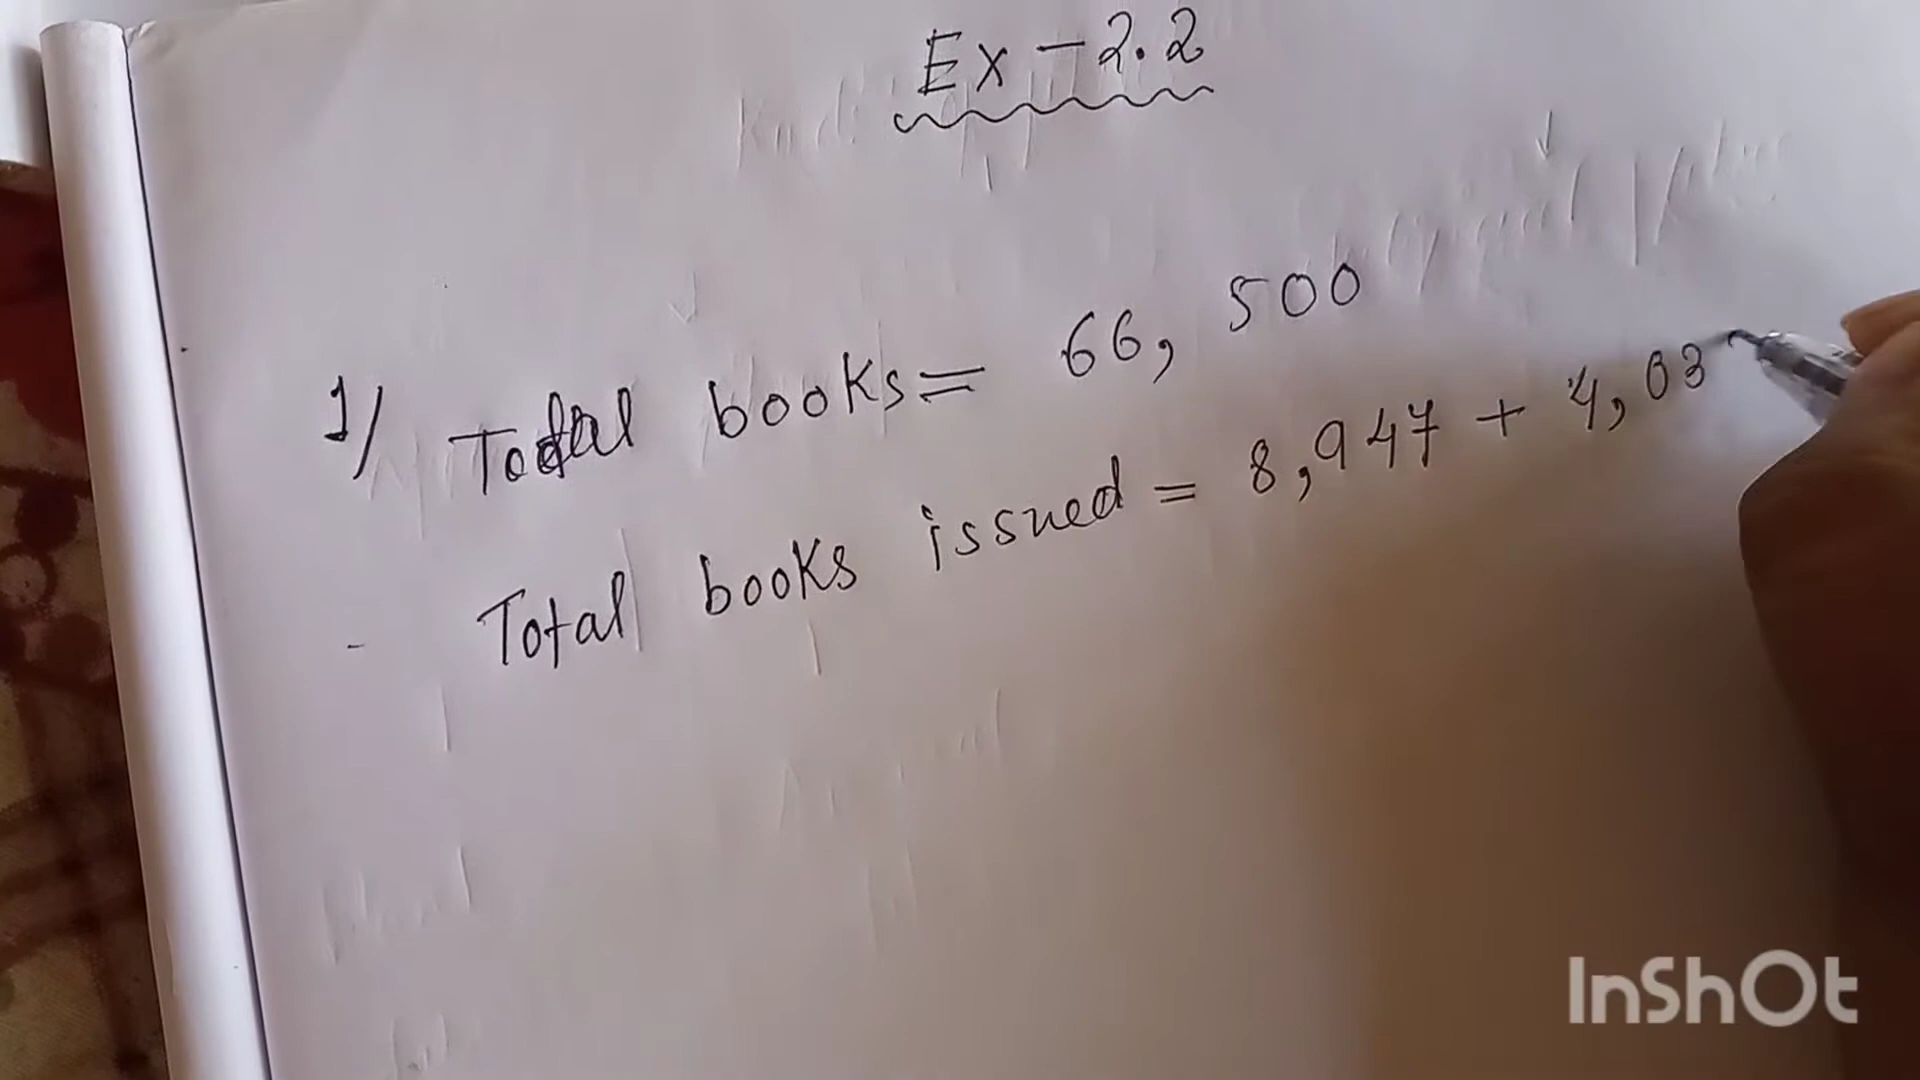 Ex - 2.2
1/ Total books = 66, 500
Total books issued = 8,947 + 4,03
InShOt